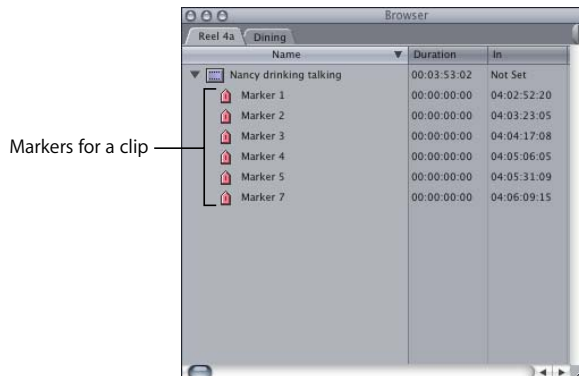 Browser
Reel 4a Dining
Name Duration In
Nancy drinking talking 00:03:53:02 Not Set
Marker 1 00:00:00:00 04:02:52:20
Marker 2 00:00:00:00 04:03:23:05
Markers for a clip
Marker 3 00:00:00:00 04:04:17:08
Marker 4 00:00:00:00 04:05:06:05
Marker 5 00:00:00:00 04:05:31:09
Marker 7 00:00:00:00 04:06:09:15